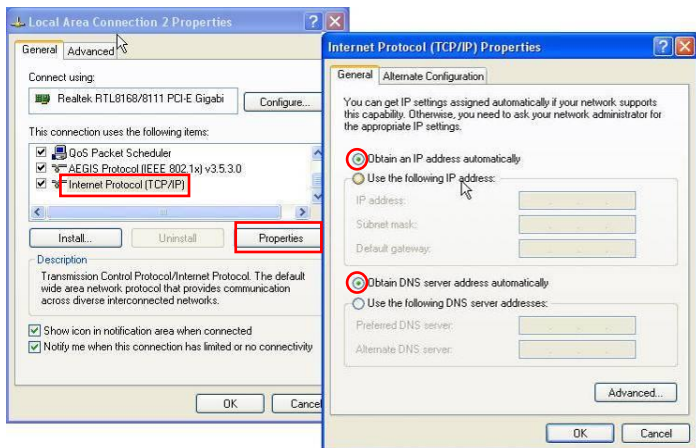 Local Area Connection 2 Properties
General
Advanced
Connect using:
Realtek RTL8168/8111 PCI-E Gigabi
Configure...
This connection uses the following items:
QoS Packet Scheduler
AEGIS Protocol (IEEE 802.1x) v3.5.3.0
Internet Protocol (TCP/IP)
Install...
Uninstall
Properties
Description
Transmission Control Protocol/Internet Protocol. The default
wide area network protocol that provides communication
across diverse interconnected networks.
Show icon in notification area when connected
Notify me when this connection has limited or no connectivity
OK
Cancel
Internet Protocol (TCP/IP) Properties
General
Alternate Configuration
You can get IP settings assigned automatically if your network supports
this capability. Otherwise, you need to ask your network administrator for
the appropriate IP settings.
Obtain an IP address automatically
Use the following IP address:
IP address:
Subnet mask:
Default gateway:
Obtain DNS server address automatically
Use the following DNS server addresses:
Preferred DNS server:
Alternate DNS server:
Advanced...
OK
Cancel